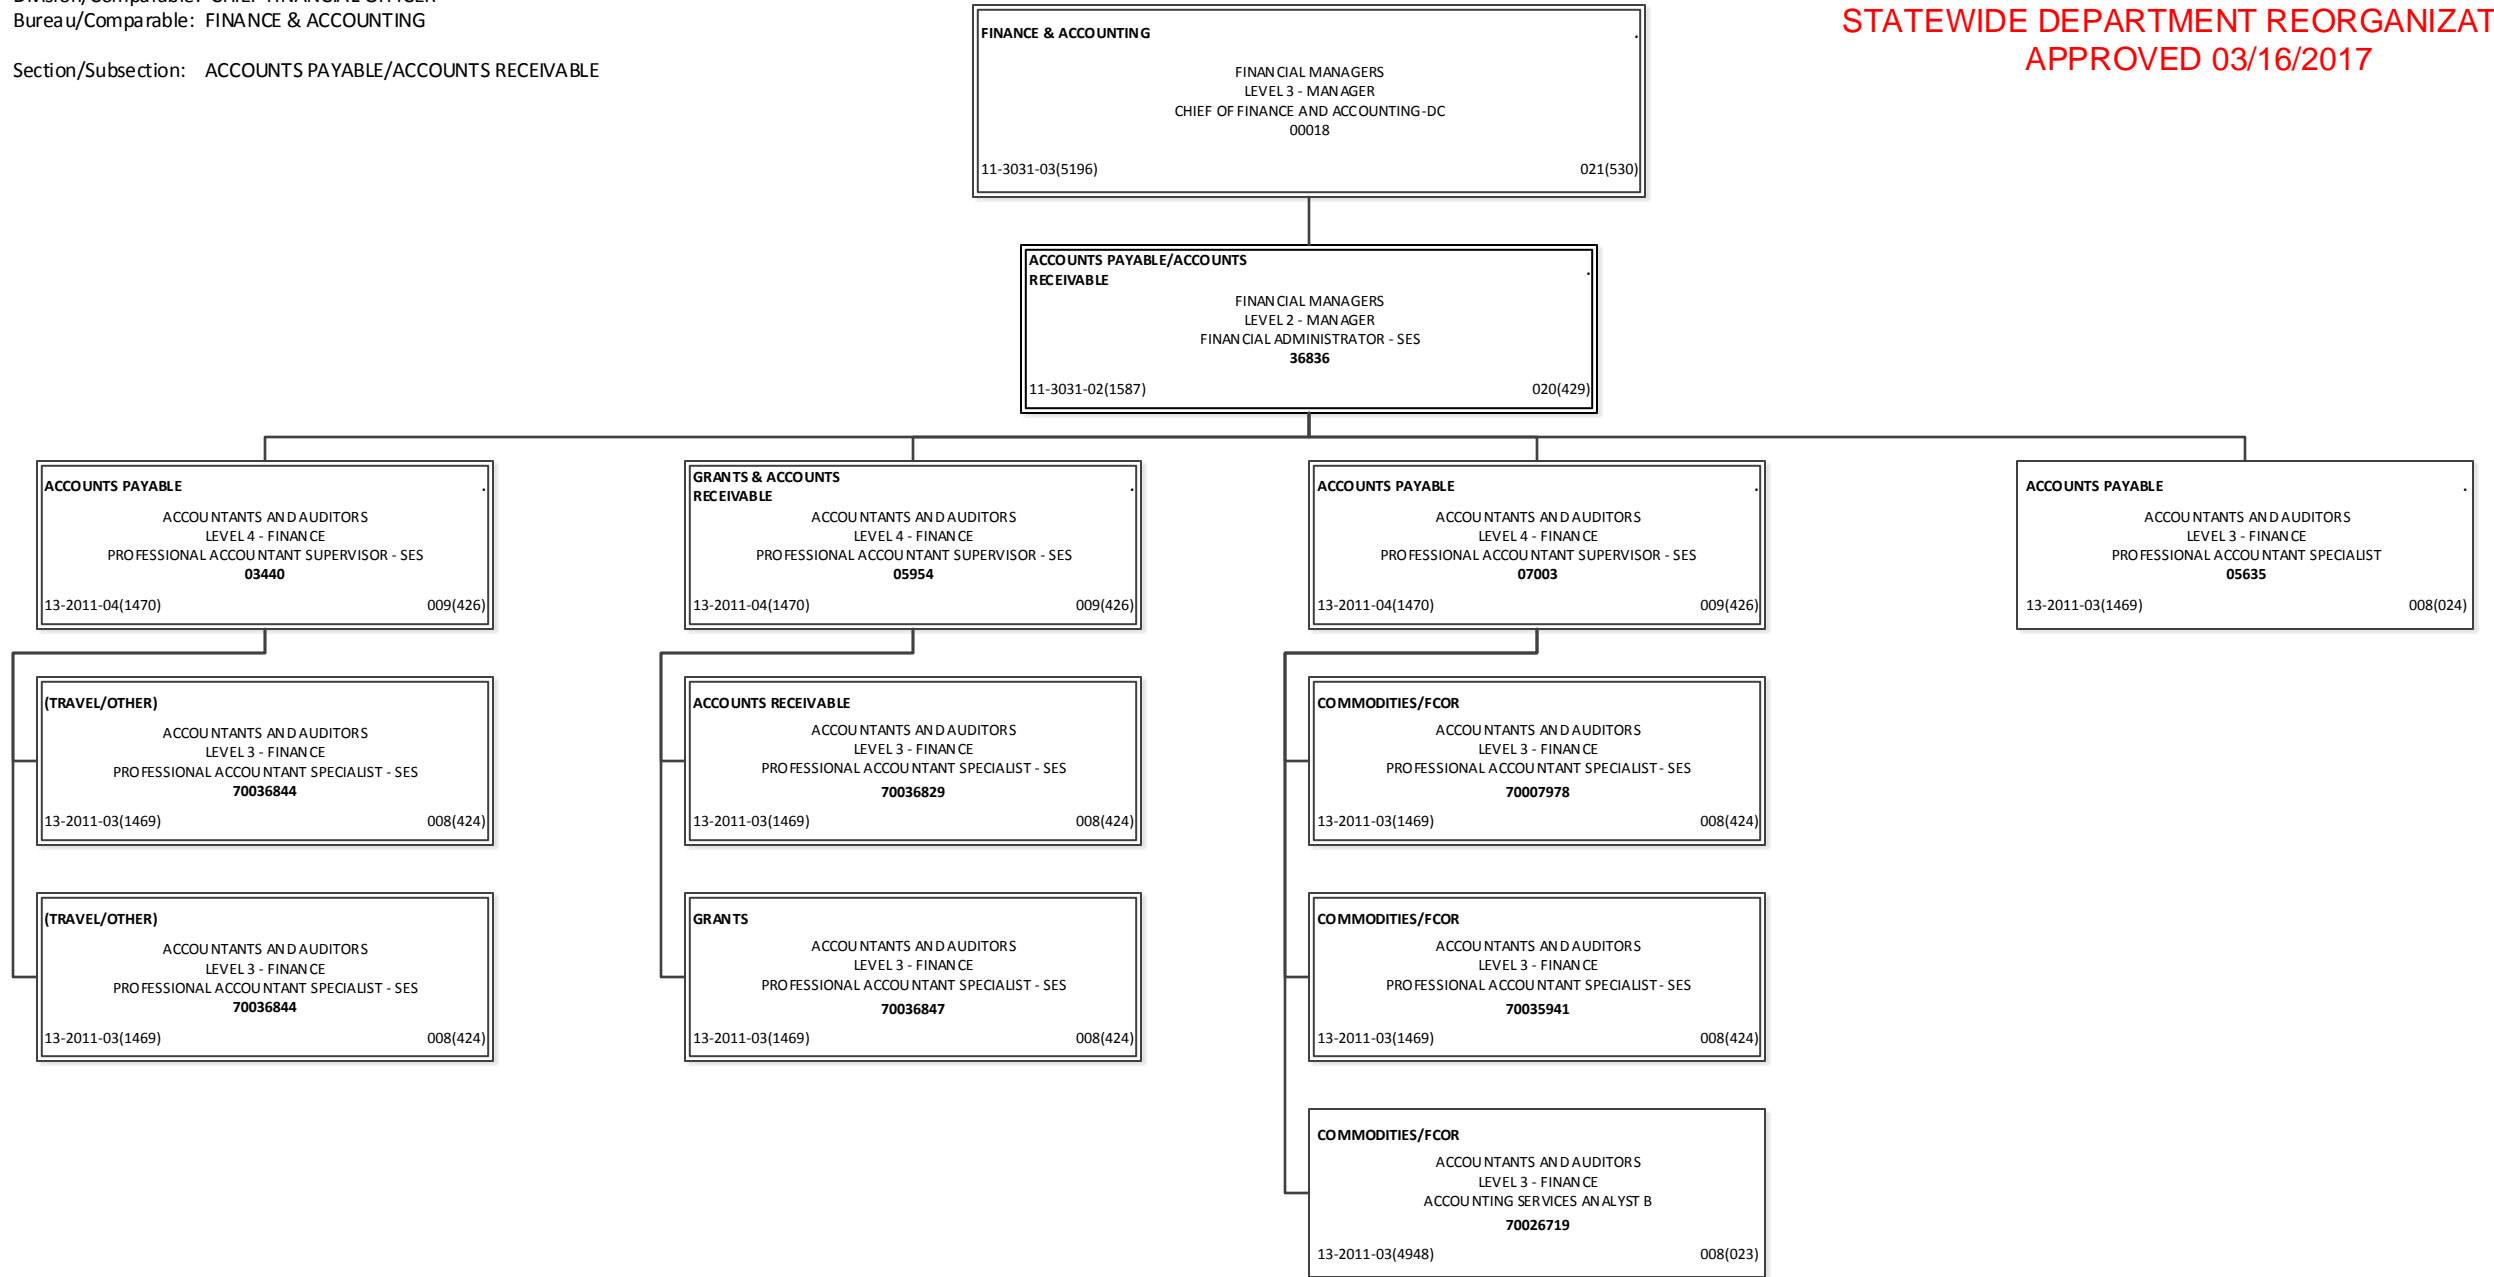 Division/Comparable: CHIEF FINANCIAL OFFICER
Bureau/Comparable: FINANCE & ACCOUNTING
Section/Subsection: ACCOUNTS PAYABLE/ACCOUNTS RECEIVABLE
STATEWIDE DEPARTMENT REORGANIZAT
APPROVED 03/16/2017
FINANCE & ACCOUNTING .
FINANCIAL MANAGERS
LEVEL 3 - MANAGER
CHIEF OF FINANCE AND ACCOUNTING-DC
00018
11-3031-03(5196) 021(530)
ACCOUNTS PAYABLE/ACCOUNTS
RECEIVABLE .
FINANCIAL MANAGERS
LEVEL 2 - MANAGER
FINANCIAL ADMINISTRATOR - SES
36836
11-3031-02(1587) 020(429)
ACCOUNTS PAYABLE .
ACCOUNTANTS AND AUDITORS
LEVEL 4 - FINANCE
PROFESSIONAL ACCOUNTANT SUPERVISOR - SES
03440
13-2011-04(1470) 009(426)
GRANTS & ACCOUNTS
RECEIVABLE .
ACCOUNTANTS AND AUDITORS
LEVEL 4 - FINANCE
PROFESSIONAL ACCOUNTANT SUPERVISOR - SES
05954
13-2011-04(1470) 009(426)
ACCOUNTS PAYABLE .
ACCOUNTANTS AND AUDITORS
LEVEL 4 - FINANCE
PROFESSIONAL ACCOUNTANT SUPERVISOR - SES
07003
13-2011-04(1470) 009(426)
ACCOUNTS PAYABLE .
ACCOUNTANTS AND AUDITORS
LEVEL 3 - FINANCE
PROFESSIONAL ACCOUNTANT SPECIALIST
05635
13-2011-03(1469) 008(024)
(TRAVEL/OTHER)
ACCOUNTANTS AND AUDITORS
LEVEL 3 - FINANCE
PROFESSIONAL ACCOUNTANT SPECIALIST - SES
70036844
13-2011-03(1469) 008(424)
ACCOUNTS RECEIVABLE
ACCOUNTANTS AND AUDITORS
LEVEL 3 - FINANCE
PROFESSIONAL ACCOUNTANT SPECIALIST - SES
70036829
13-2011-03(1469) 008(424)
COMMODITIES/FCOR
ACCOUNTANTS AND AUDITORS
LEVEL 3 - FINANCE
PROFESSIONAL ACCOUNTANT SPECIALIST- SES
70007978
13-2011-03(1469) 008(424)
(TRAVEL/OTHER)
ACCOUNTANTS AND AUDITORS
LEVEL 3 - FINANCE
PROFESSIONAL ACCOUNTANT SPECIALIST - SES
70036844
13-2011-03(1469) 008(424)
GRANTS
ACCOUNTANTS AND AUDITORS
LEVEL 3 - FINANCE
PROFESSIONAL ACCOUNTANT SPECIALIST - SES
70036847
13-2011-03(1469) 008(424)
COMMODITIES/FCOR
ACCOUNTANTS AND AUDITORS
LEVEL 3 - FINANCE
PROFESSIONAL ACCOUNTANT SPECIALIST- SES
70035941
13-2011-03(1469) 008(424)
COMMODITIES/FCOR
ACCOUNTANTS AND AUDITORS
LEVEL 3 - FINANCE
ACCOUNTING SERVICES ANALYST B
70026719
13-2011-03(4948) 008(023)